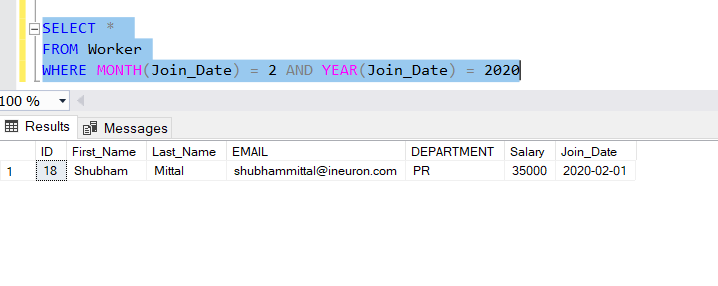 SELECT *
FROM Worker
WHERE MONTH(Join_Date) = 2 AND YEAR(Join_Date) = 2020
100 %
Results Messages
ID First_Name Last_Name EMAIL DEPARTMENT Salary Join_Date
1 18 Shubham Mittal shubhammittal@ineuron.com PR 35000 2020-02-01